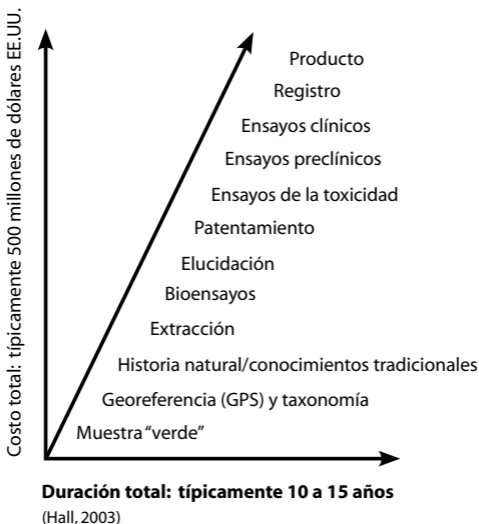 Costo total: típicamente 500 millones de dólares EE.UU.
Producto
Registro
Ensayos clínicos
Ensayos preclínicos
Ensayos de la toxicidad
Patentamiento
Elucidación
Bioensayos
Extracción
Historia natural/conocimientos tradicionales
Georeferencia (GPS) y taxonomía
Muestra “verde”
Duración total: típicamente 10 a 15 años
(Hall, 2003)